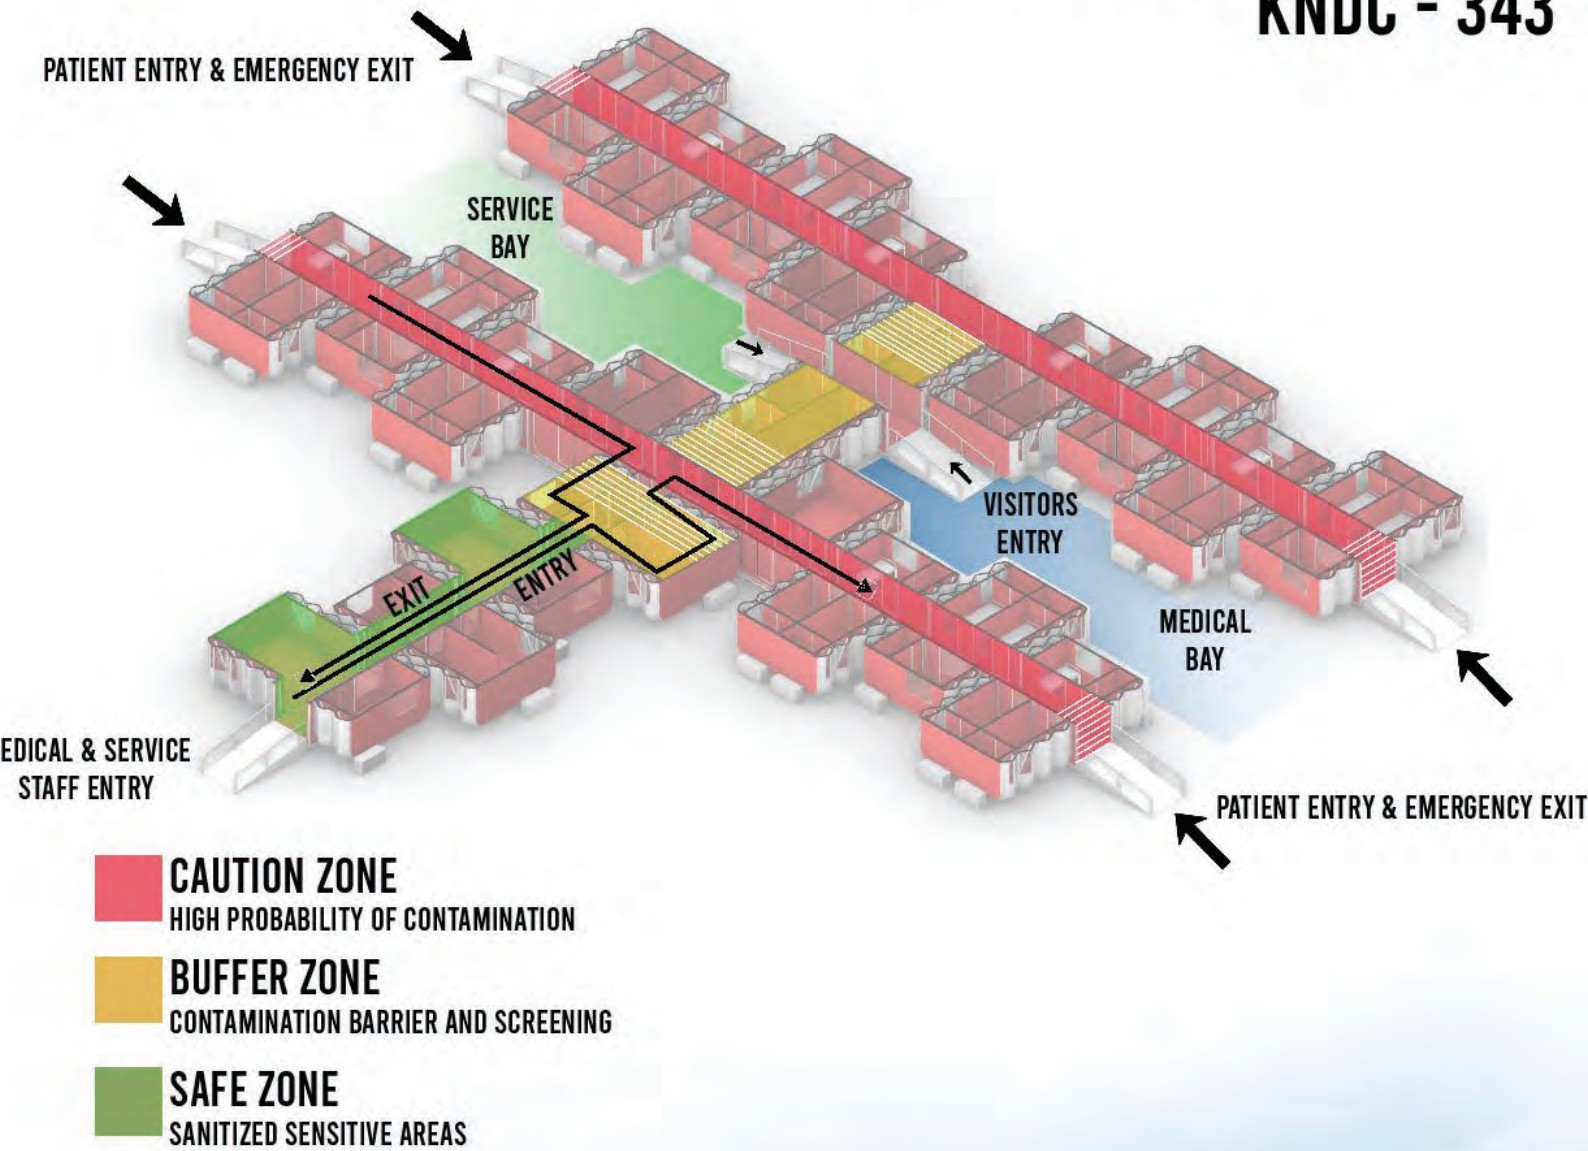 KNDC - 343
PATIENT ENTRY & EMERGENCY EXIT
SERVICE
BAY
VISITORS
ENTRY
EXIT
ENTRY
MEDICAL
BAY
EDICAL & SERVICE
STAFF ENTRY
PATIENT ENTRY & EMERGENCY EXIT
CAUTION ZONE
HIGH PROBABILITY OF CONTAMINATION
BUFFER ZONE
CONTAMINATION BARRIER AND SCREENING
SAFE ZONE
SANITIZED SENSITIVE AREAS